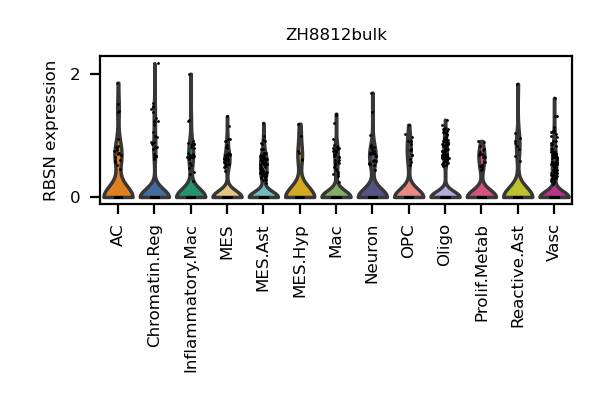 ZH8812bulk
RBSN expression
2
0
AC
Chromatin.Reg
Inflammatory.Mac
MES
MES.Ast
MES.Hyp
Mac
Neuron
OPC
Oligo
Prolif.Metab
Reactive.Ast
Vasc